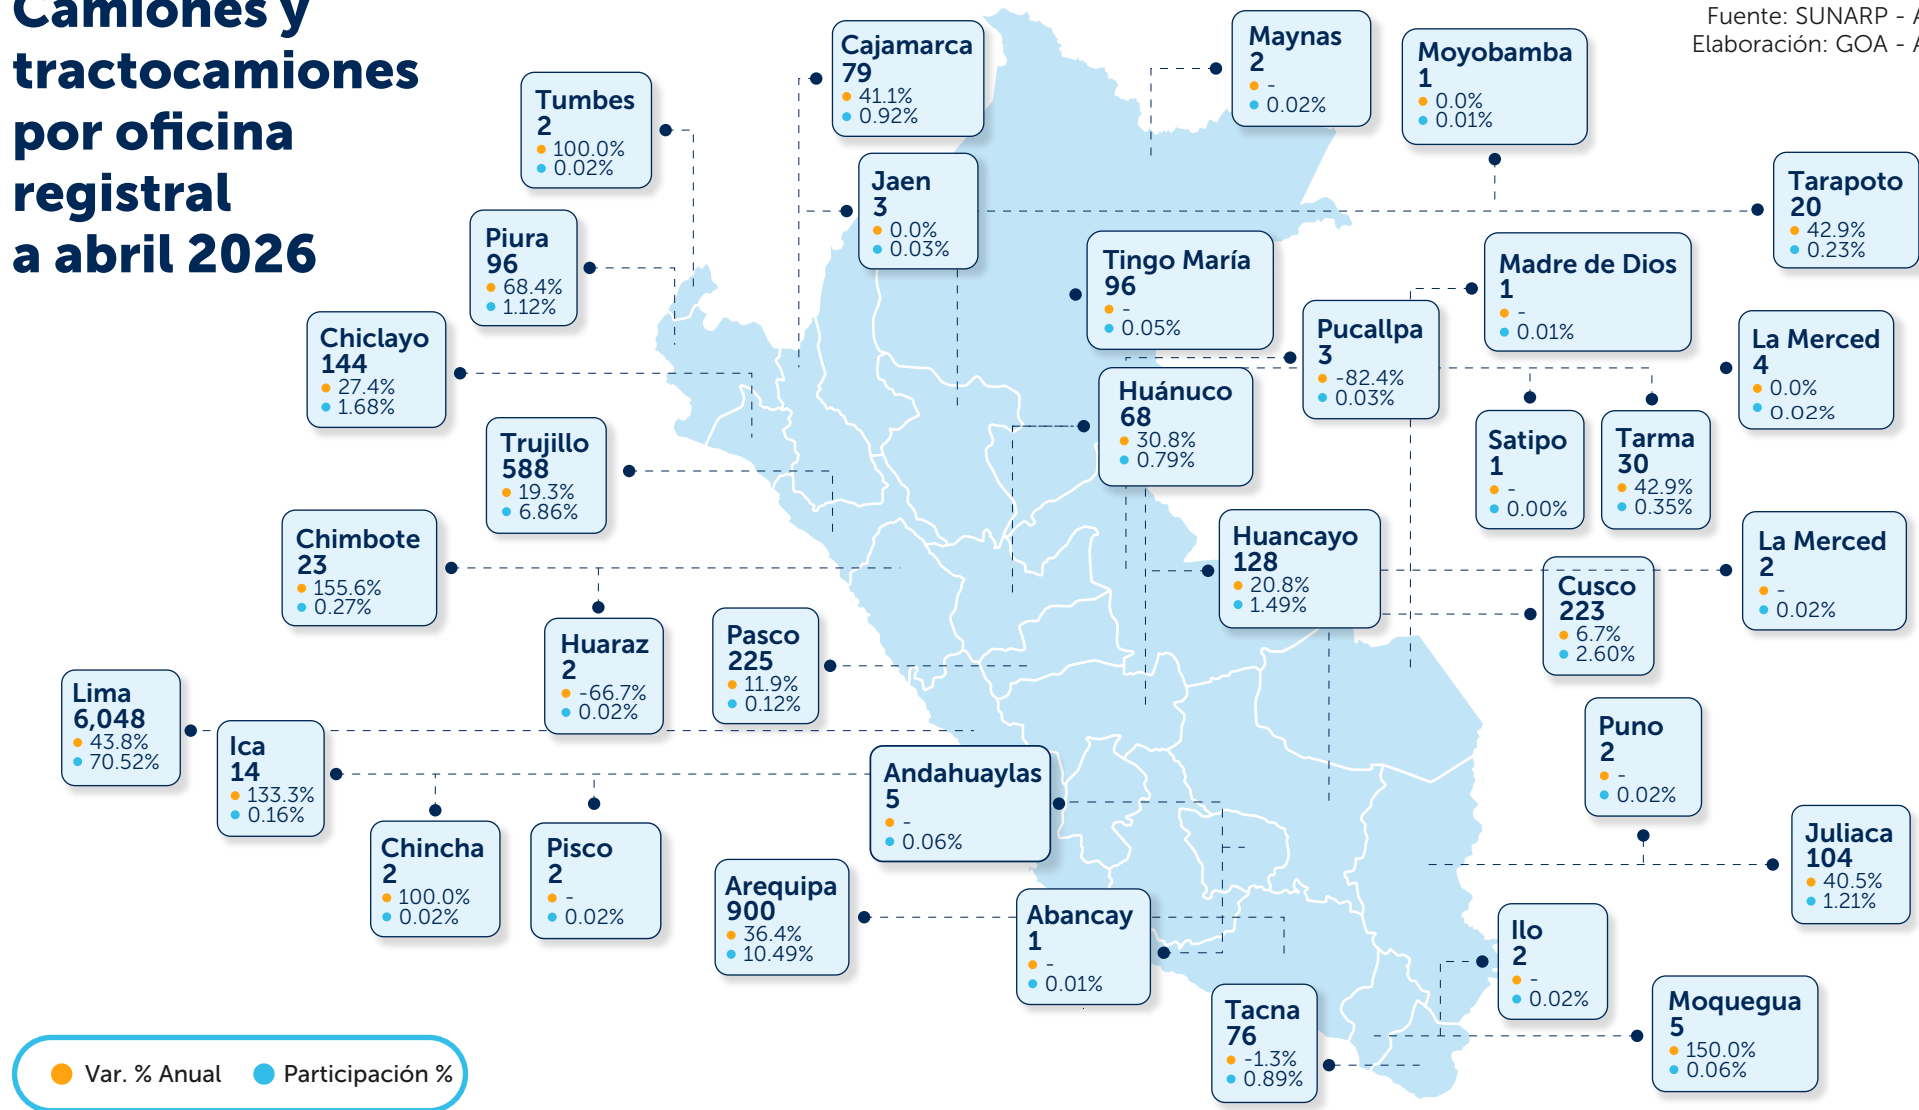 Camiones y
tractocamiones
por oficina
registral
a abril 2026
Fuente: SUNARP - A
Elaboración: GOA - A
Tumbes
2
100.0%
0.02%
Cajamarca
79
41.1%
0.92%
Maynas
2
-
0.02%
Moyobamba
1
0.0%
0.01%
Jaen
3
0.0%
0.03%
Tarapoto
20
42.9%
0.23%
Piura
96
68.4%
1.12%
Tingo María
96
-
0.05%
Madre de Dios
1
-
0.01%
Chiclayo
144
27.4%
1.68%
Pucallpa
3
-82.4%
0.03%
La Merced
4
0.0%
0.02%
Huánuco
68
30.8%
0.79%
Trujillo
588
19.3%
6.86%
Satipo
1
-
0.00%
Tarma
30
42.9%
0.35%
Chimbote
23
155.6%
0.27%
Huancayo
128
20.8%
1.49%
La Merced
2
-
0.02%
Cusco
223
6.7%
2.60%
Huaraz
2
-66.7%
0.02%
Pasco
225
11.9%
0.12%
Lima
6,048
43.8%
70.52%
Ica
14
133.3%
0.16%
Puno
2
-
0.02%
Andahuaylas
5
-
0.06%
Chincha
2
100.0%
0.02%
Pisco
2
-
0.02%
Juliaca
104
40.5%
1.21%
Arequipa
900
36.4%
10.49%
Abancay
1
-
0.01%
Ilo
2
-
0.02%
Tacna
76
-1.3%
0.89%
Moquegua
5
150.0%
0.06%
Var. % Anual
Participación %